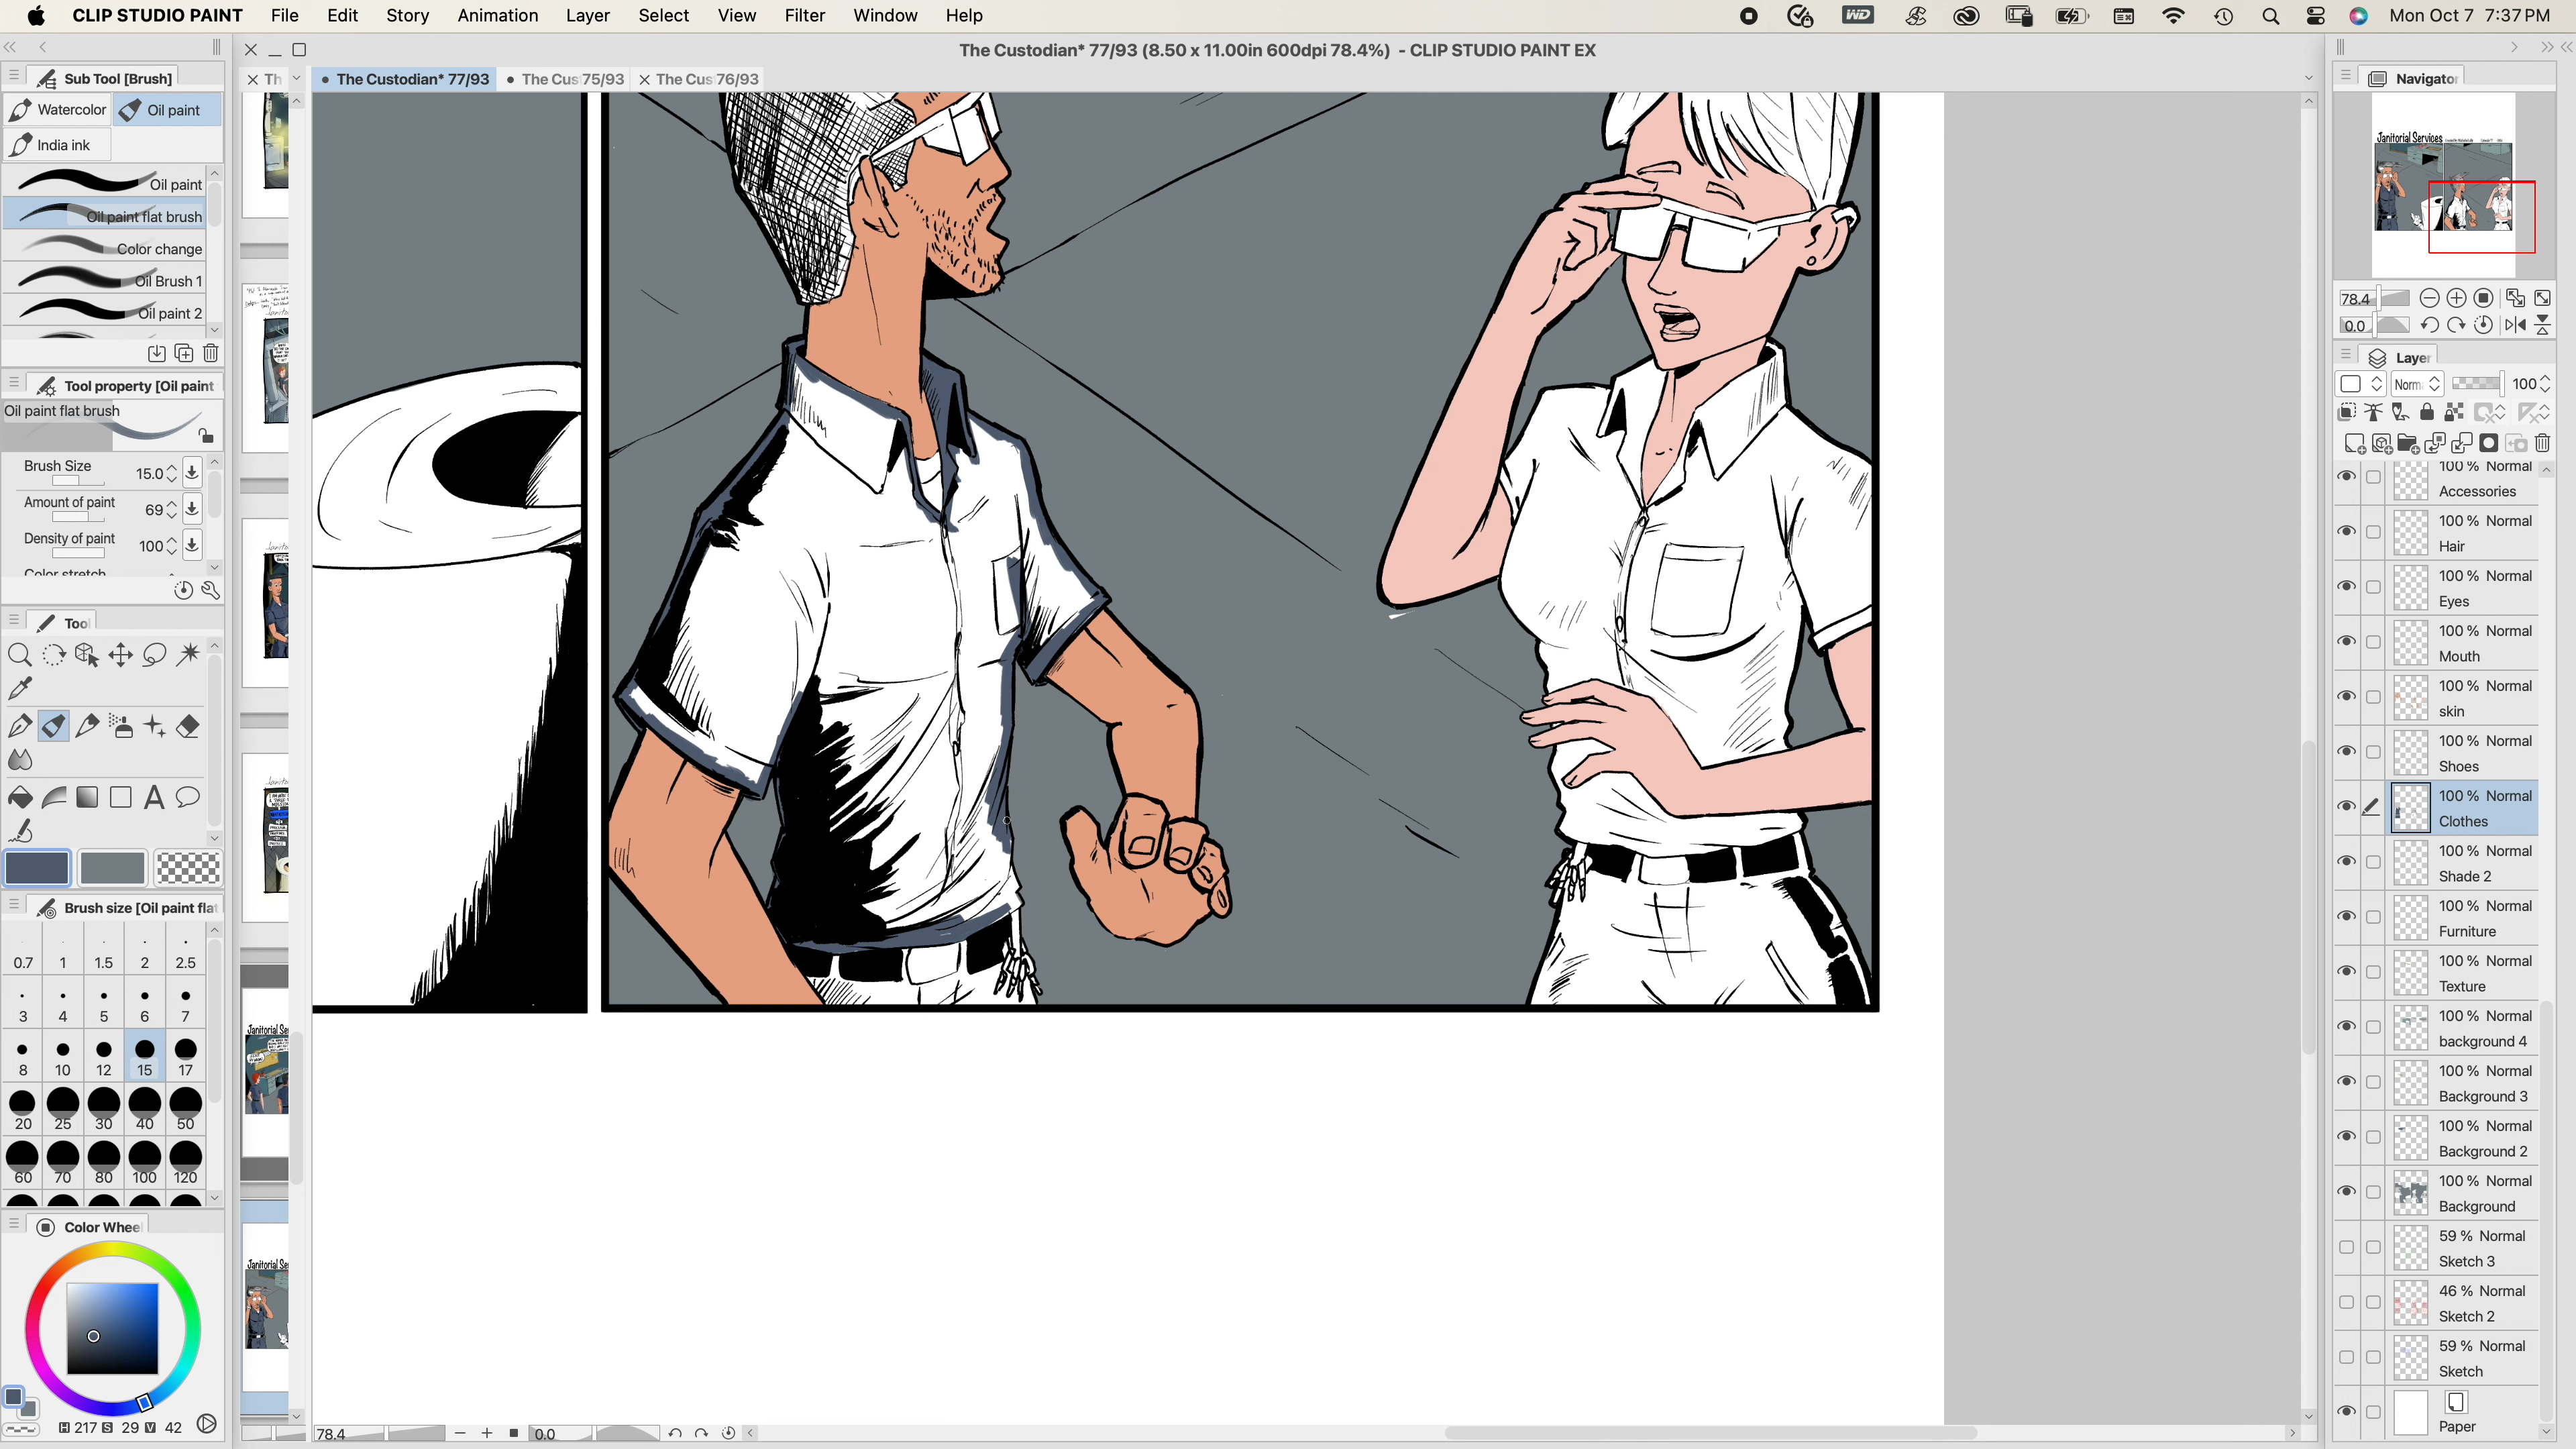 CLIP STUDIO PAINT File Edit Story Animation Layer Select View Filter Window Help
WD Mon Oct 7 7:37 PM
The Custodian* 77/93 (8.50 x 11.00in 600dpi 78.4%) - CLIP STUDIO PAINT EX
Th The Custodian* 77/93 The Cus 75/93 The Cus 76/93
Sub Tool [Brush]
Watercolor Oil paint
India ink
Oil paint
Oil paint flat brush
Color change
Oil Brush 1
Oil paint 2
Tool property [Oil paint
Oil paint flat brush
Brush Size 15.0
Amount of paint 69
Density of paint 100
Color stretch
Tool
Brush size [Oil paint flat
0.7 1 1.5 2 2.5
3 4 5 6 7
8 10 12 15 17
20 25 30 40 50
60 70 80 100 120
Color Wheel
H 217 S 29 V 42
Janitorial Se
Janitorial Se
78.4 0.0
Navigator
Janitorial Services
78.4
0.0
Layer
Norm 100
100 % Normal
Accessories
100 % Normal
Hair
100 % Normal
Eyes
100 % Normal
Mouth
100 % Normal
skin
100 % Normal
Shoes
100 % Normal
Clothes
100 % Normal
Shade 2
100 % Normal
Furniture
100 % Normal
Texture
100 % Normal
background 4
100 % Normal
Background 3
100 % Normal
Background 2
100 % Normal
Background
59 % Normal
Sketch 3
46 % Normal
Sketch 2
59 % Normal
Sketch
Paper